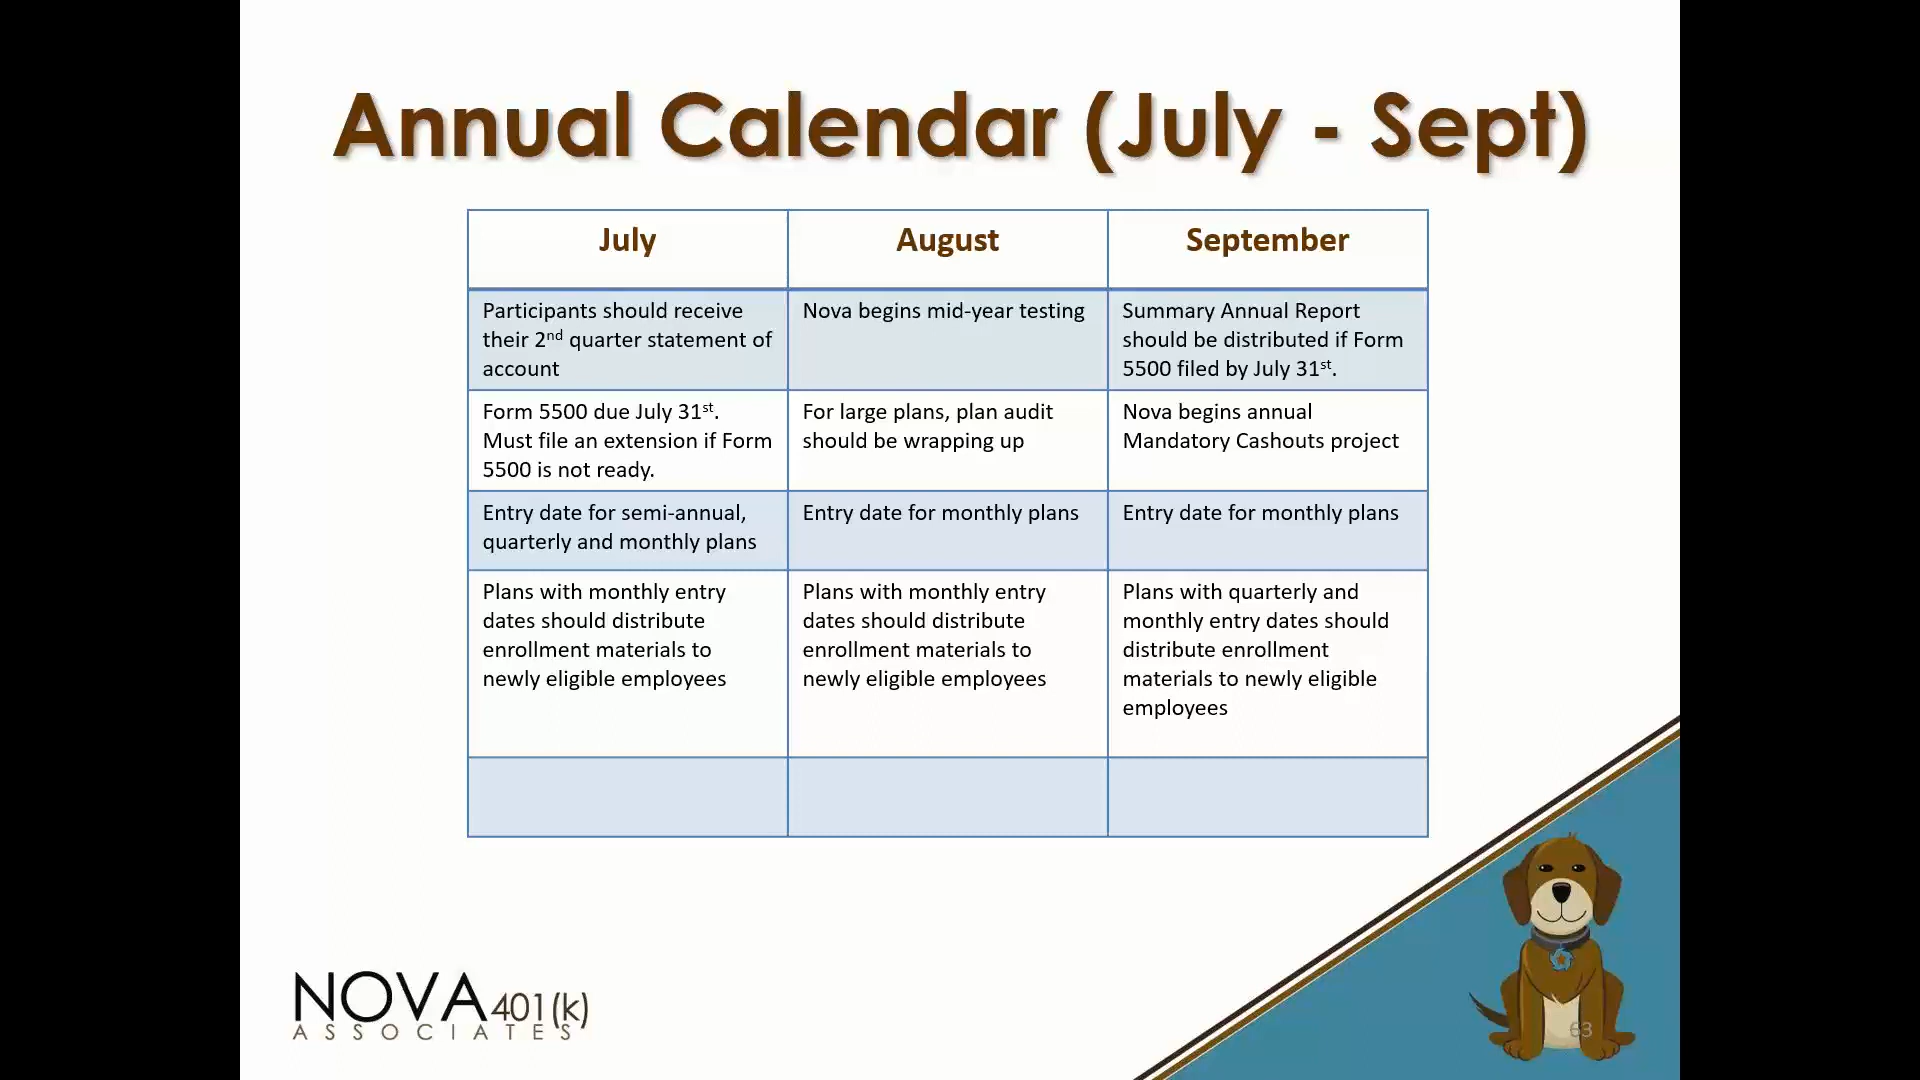 Annual Calendar (July - Sept)
July
August
September
Participants should receive
their 2nd quarter statement of
account
Nova begins mid-year testing
Summary Annual Report
should be distributed if Form
5500 filed by July 31st.
Form 5500 due July 31st.
Must file an extension if Form
5500 is not ready.
For large plans, plan audit
should be wrapping up
Nova begins annual
Mandatory Cashouts project
Entry date for semi-annual,
quarterly and monthly plans
Entry date for monthly plans
Entry date for monthly plans
Plans with monthly entry
dates should distribute
enrollment materials to
newly eligible employees
Plans with monthly entry
dates should distribute
enrollment materials to
newly eligible employees
Plans with quarterly and
monthly entry dates should
distribute enrollment
materials to newly eligible
employees
NOVA 401(k)
ASSOCIATES
63